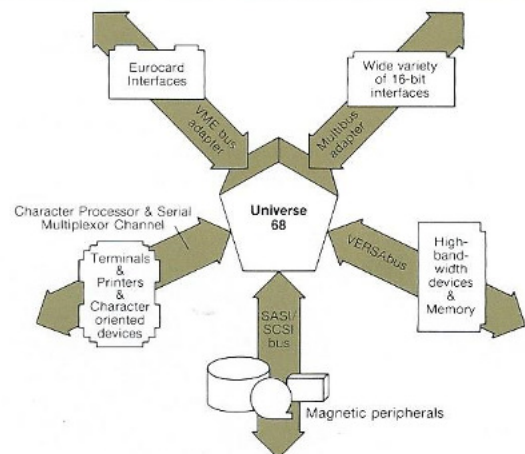 Eurocard
Interfaces
VME bus
adapter
Wide variety
of 16-bit
interfaces
Multibus
adapter
Universe
68
Character Processor & Serial
Multiplexor Channel
Terminals
&
Printers
&
Character
oriented
devices
VERSAbus
High-
band-
width
devices
&
Memory
SASI/
SCSI
bus
Magnetic peripherals